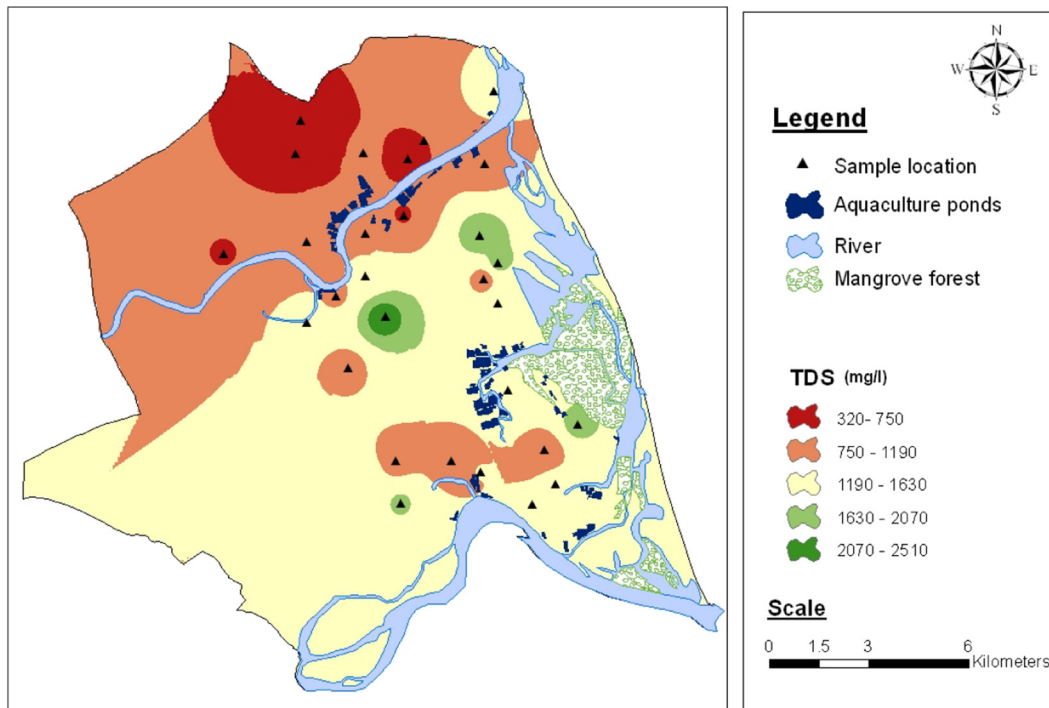 N
W E
S
Legend
Sample location
Aquaculture ponds
River
Mangrove forest
TDS (mg/l)
320- 750
750 - 1190
1190 - 1630
1630 - 2070
2070 - 2510
Scale
0 1.5 3 6
Kilometers